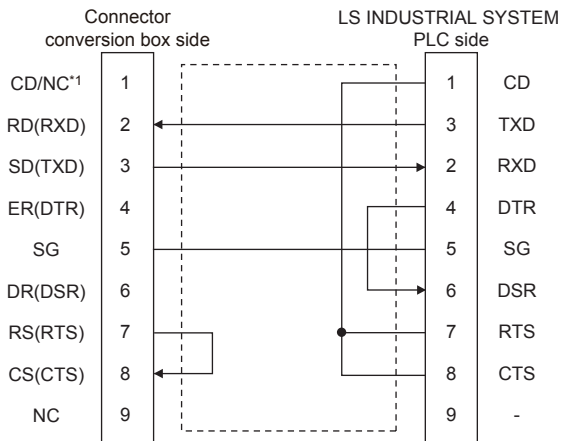 Connector
conversion box side
LS INDUSTRIAL SYSTEM
PLC side
CD/NC*1 1 1 CD
RD(RXD) 2 3 TXD
SD(TXD) 3 2 RXD
ER(DTR) 4 4 DTR
SG 5 5 SG
DR(DSR) 6 6 DSR
RS(RTS) 7 7 RTS
CS(CTS) 8 8 CTS
NC 9 9 -